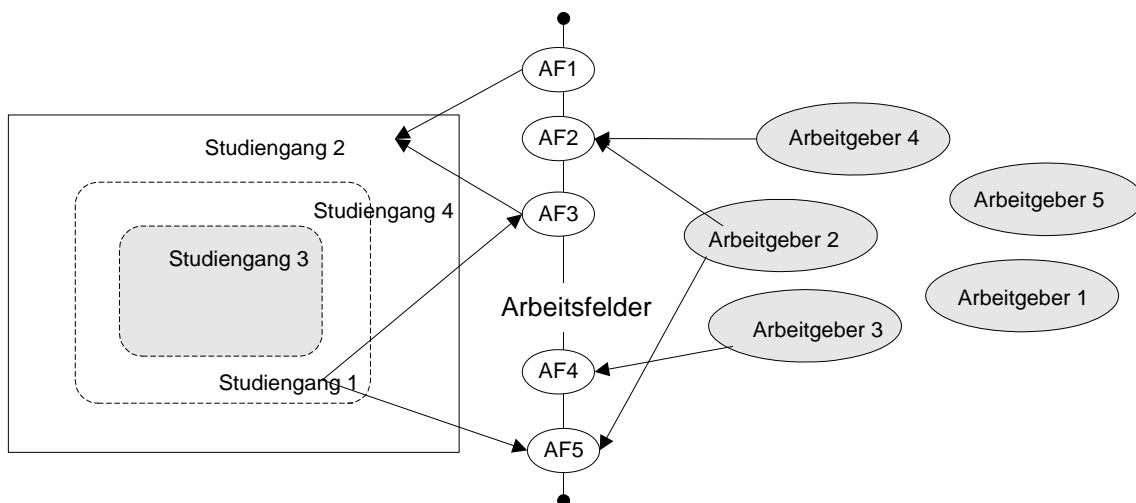 AF1
AF2
AF3
Arbeitsfelder
AF4
AF5
Studiengang 2
Studiengang 4
Studiengang 3
Studiengang 1
Arbeitgeber 4
Arbeitgeber 5
Arbeitgeber 2
Arbeitgeber 1
Arbeitgeber 3